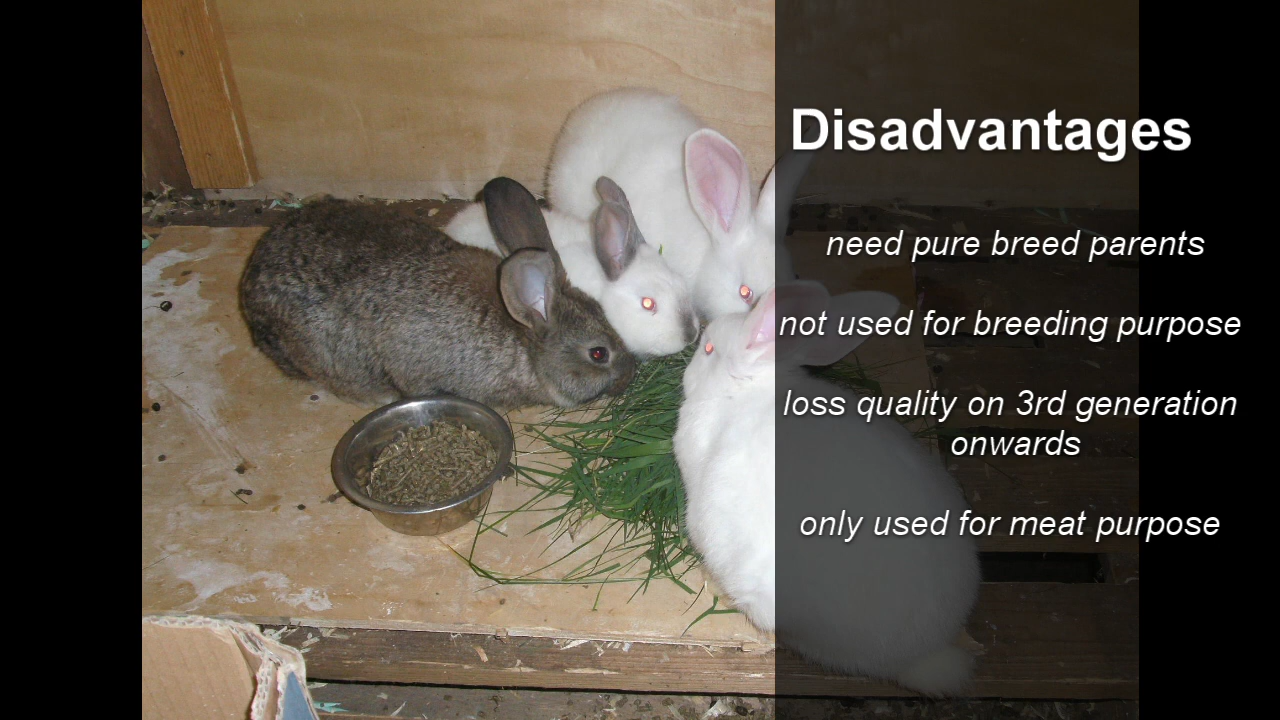 Disadvantages
need pure breed parents
not used for breeding purpose
loss quality on 3rd generation
onwards
only used for meat purpose